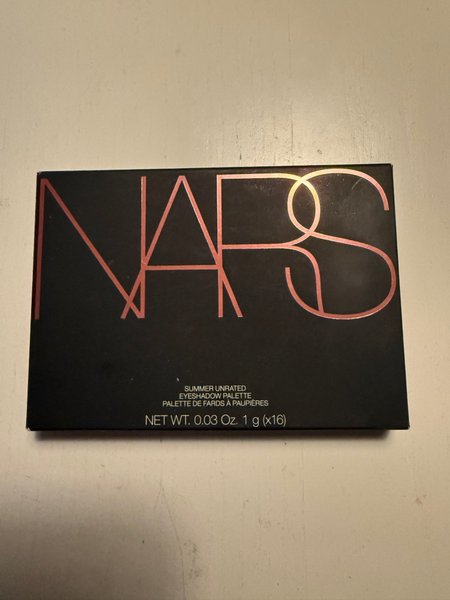 NARS
SUMMER UNRATED
EYESHADOW PALETTE
PALETTE DE FARDS À PAUPIÈRES
NET WT. 0.03 Oz. 1 g (x16)